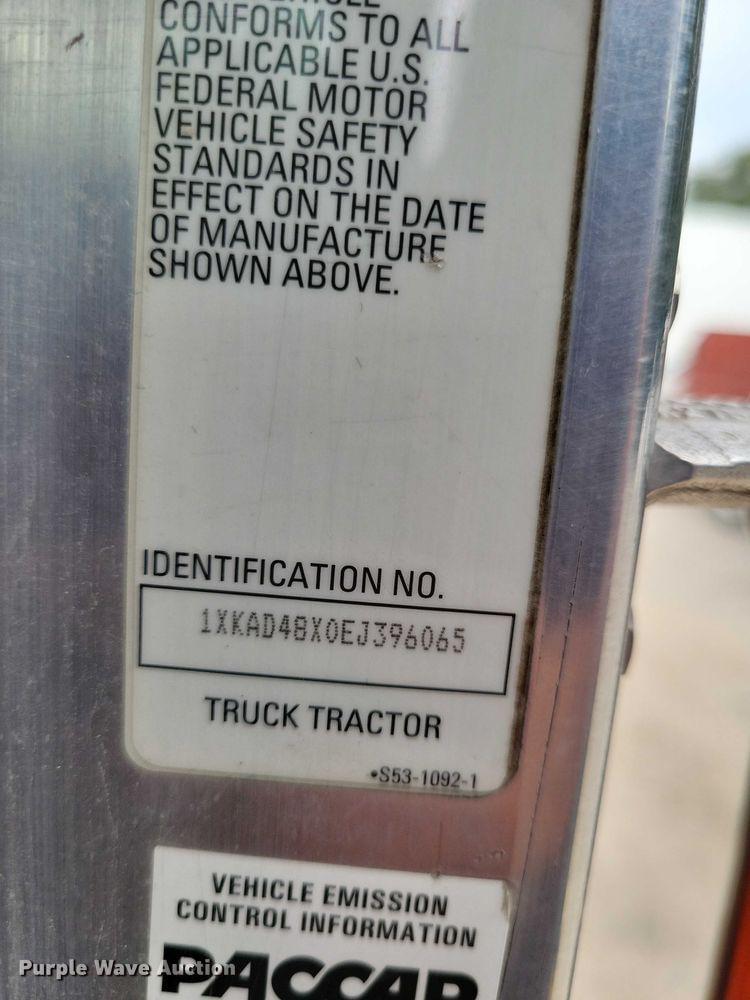 CONFORMS TO ALL
APPLICABLE U.S.
FEDERAL MOTOR
VEHICLE SAFETY
STANDARDS IN
EFFECT ON THE DATE
OF MANUFACTURE
SHOWN ABOVE.
IDENTIFICATION NO.
1XKAD48X0EJ396065
TRUCK TRACTOR
•S53-1092-1
VEHICLE EMISSION
CONTROL INFORMATION
PACCAR
Purple Wave Auction